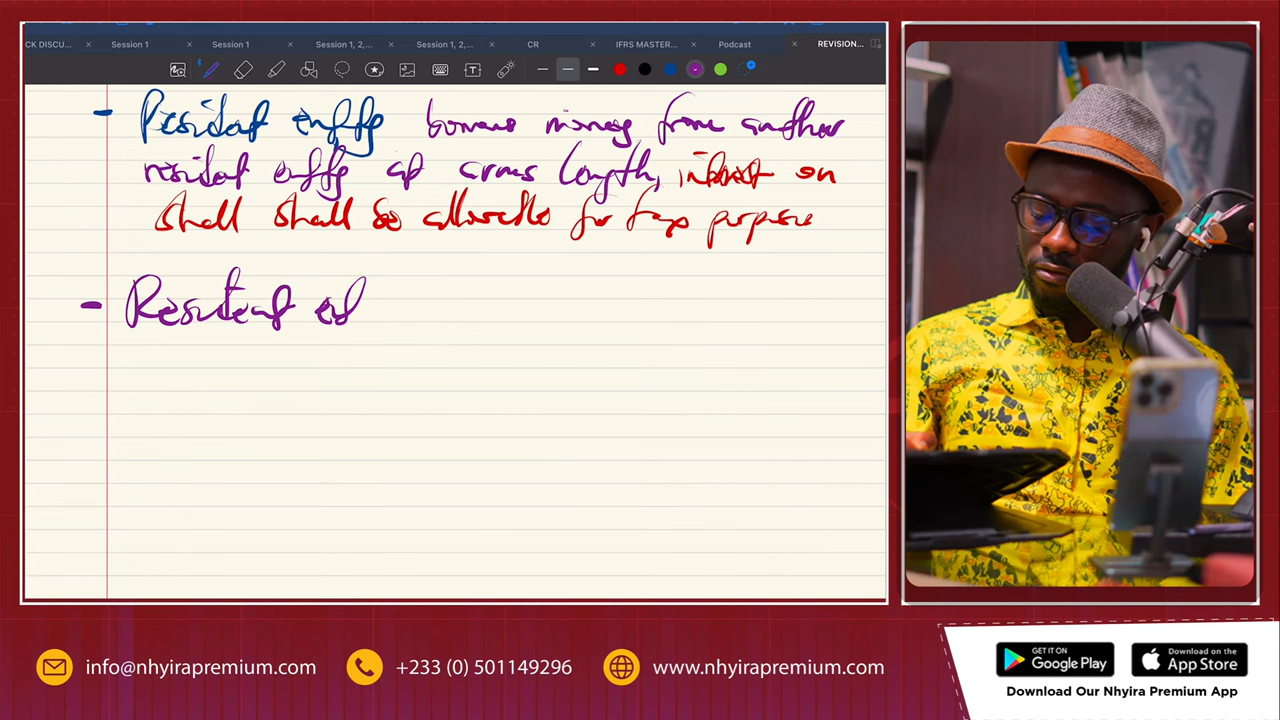 CK DISCU...
Session 1
Session 1
Session 1, 2,...
Session 1, 2,...
CR
IFRS MASTER...
Podcast
REVISION...
- Resident entity borrows money from another
resident entity at arms length, interest on
shall shall be allowable for tax purpose
- Resident
info@nhyirapremium.com
+233 (0) 501149296
www.nhyirapremium.com
GET IT ON
Google Play
Download on the
App Store
Download Our Nhyira Premium App